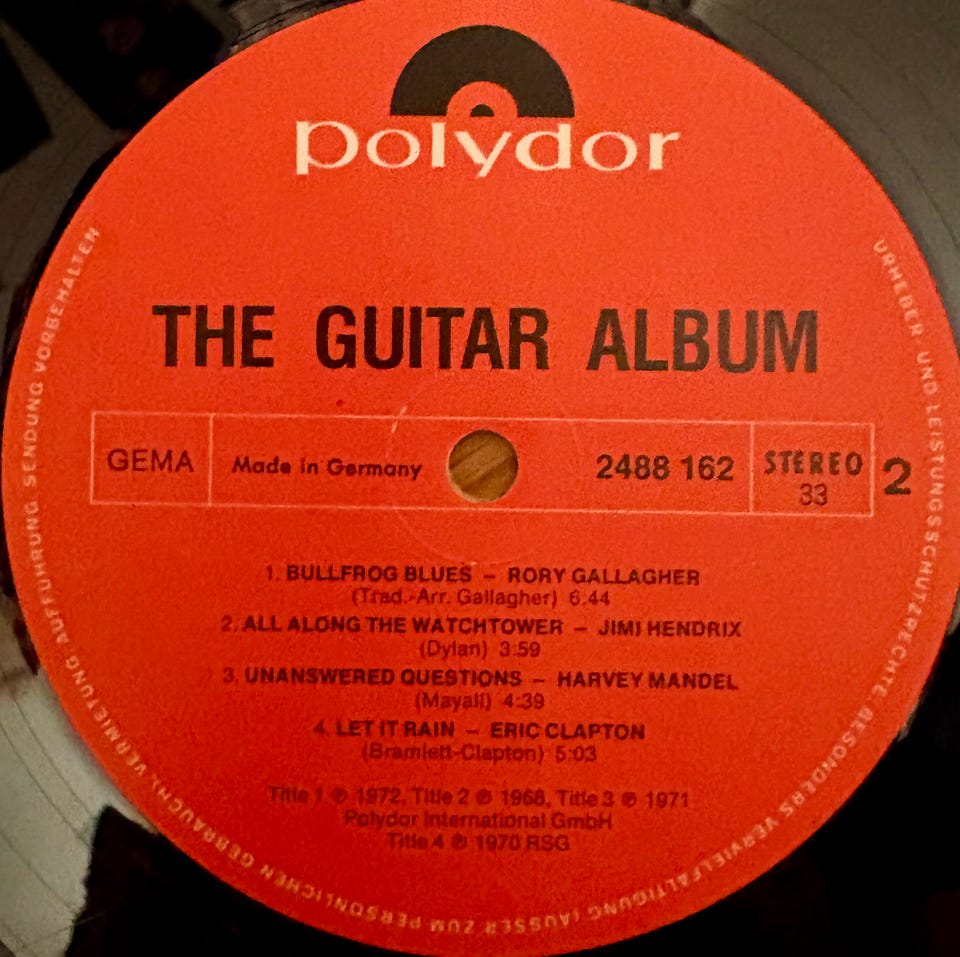 polydor
THE GUITAR ALBUM
GEMA
Made in Germany
2488 162
STEREO
33
2
1. BULLFROG BLUES – RORY GALLAGHER
(Trad.-Arr. Gallagher) 6:44
2. ALL ALONG THE WATCHTOWER – JIMI HENDRIX
(Dylan) 3:59
3. UNANSWERED QUESTIONS – HARVEY MANDEL
(Mayall) 4:39
4. LET IT RAIN – ERIC CLAPTON
(Bramlett-Clapton) 5:03
Title 1 ℗ 1972, Title 2 ℗ 1968, Title 3 ℗ 1971
Polydor International GmbH
Title 4 ℗ 1970 RSG
URHEBER- UND LEISTUNGSSCHUTZRECHTE, BESONDERS VERVIELFÄLTIGUNG (AUSSER ZUM PERSÖNLICHEN GEBRAUCH), VERMIETUNG, AUFFÜHRUNG, SENDUNG VORBEHALTEN